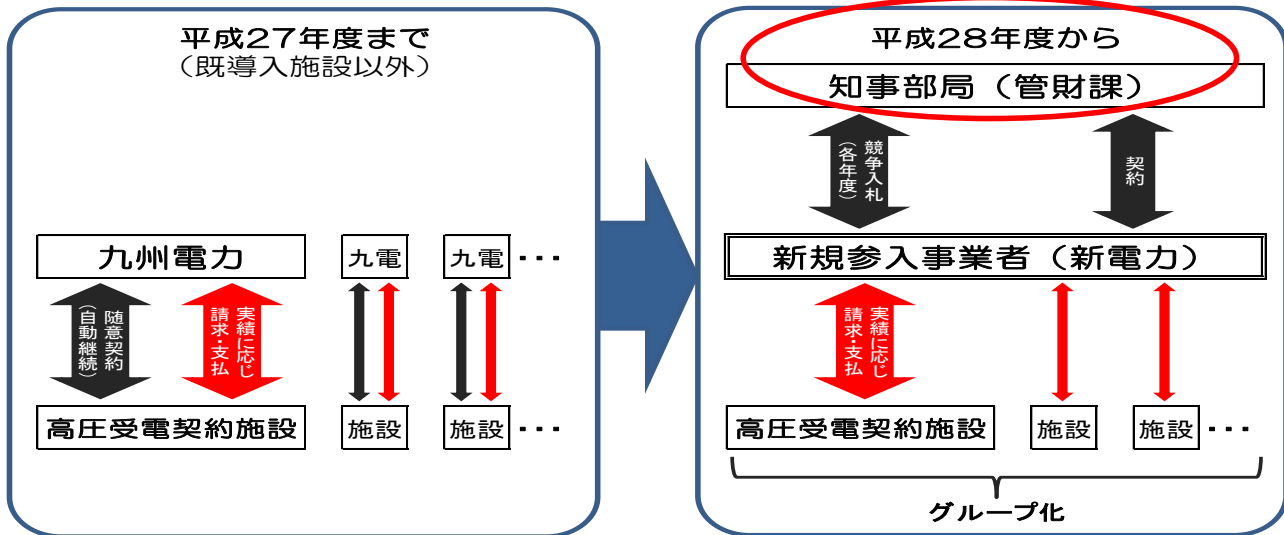 平成27年度まで
（既導入施設以外）
九州電力
九電
九電
･･･
随意契約
（自動継続）
実績に応じ
請求・支払
高圧受電契約施設
施設
施設
･･･
平成28年度から
知事部局（管財課）
競争入札
（各年度）
契約
新規参入事業者（新電力）
実績に応じ
請求・支払
高圧受電契約施設
施設
施設
･･･
グループ化